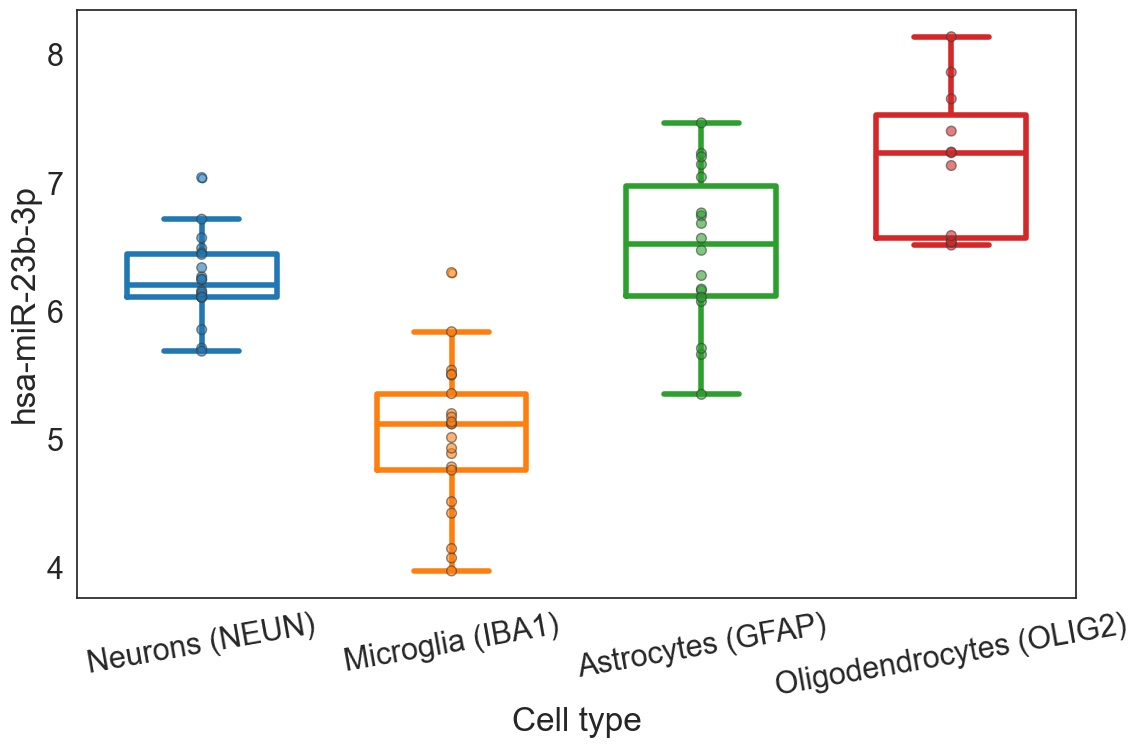 hsa-miR-23b-3p
8
7
6
5
4
Neurons (NEUN)
Microglia (IBA1)
Astrocytes (GFAP)
Oligodendrocytes (OLIG2)
Cell type